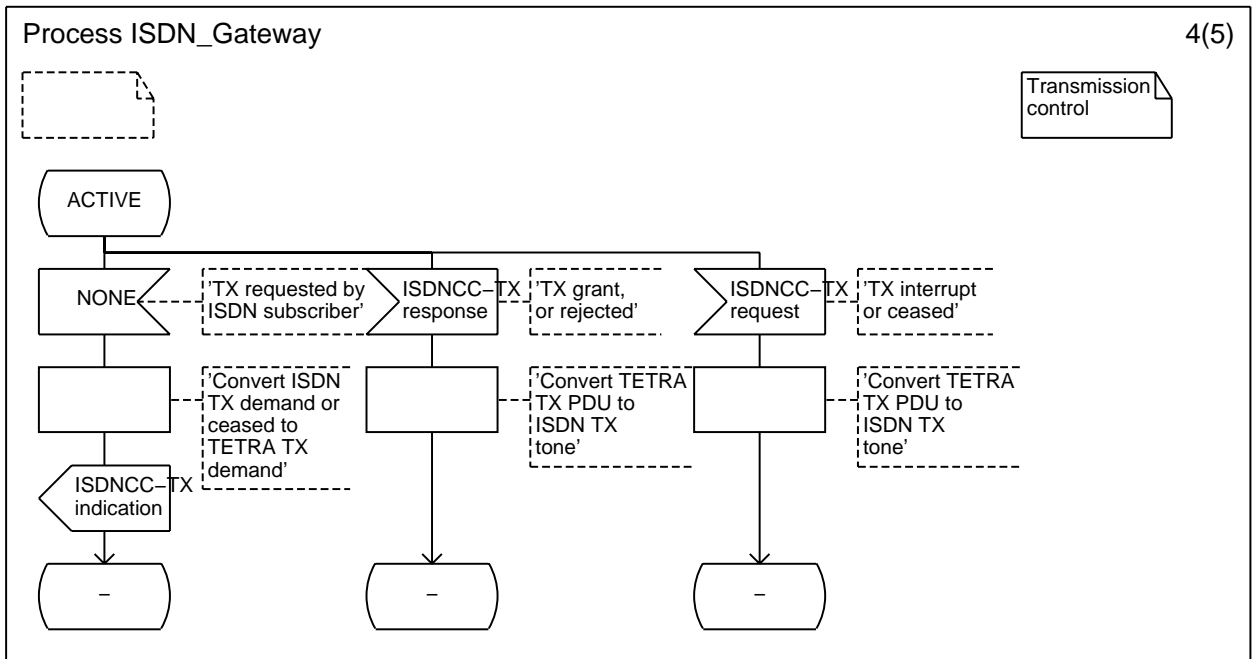 Process ISDN_Gateway
4(5)
Transmission
control
ACTIVE
NONE
'TX requested by
ISDN subscriber'
ISDNCC−TX
response
'TX grant,
or rejected'
ISDNCC−TX
request
'TX interrupt
or ceased'
'Convert ISDN
TX demand or
ceased to
TETRA TX
demand'
'Convert TETRA
TX PDU to
ISDN TX
tone'
'Convert TETRA
TX PDU to
ISDN TX
tone'
ISDNCC−TX
indication
−
−
−